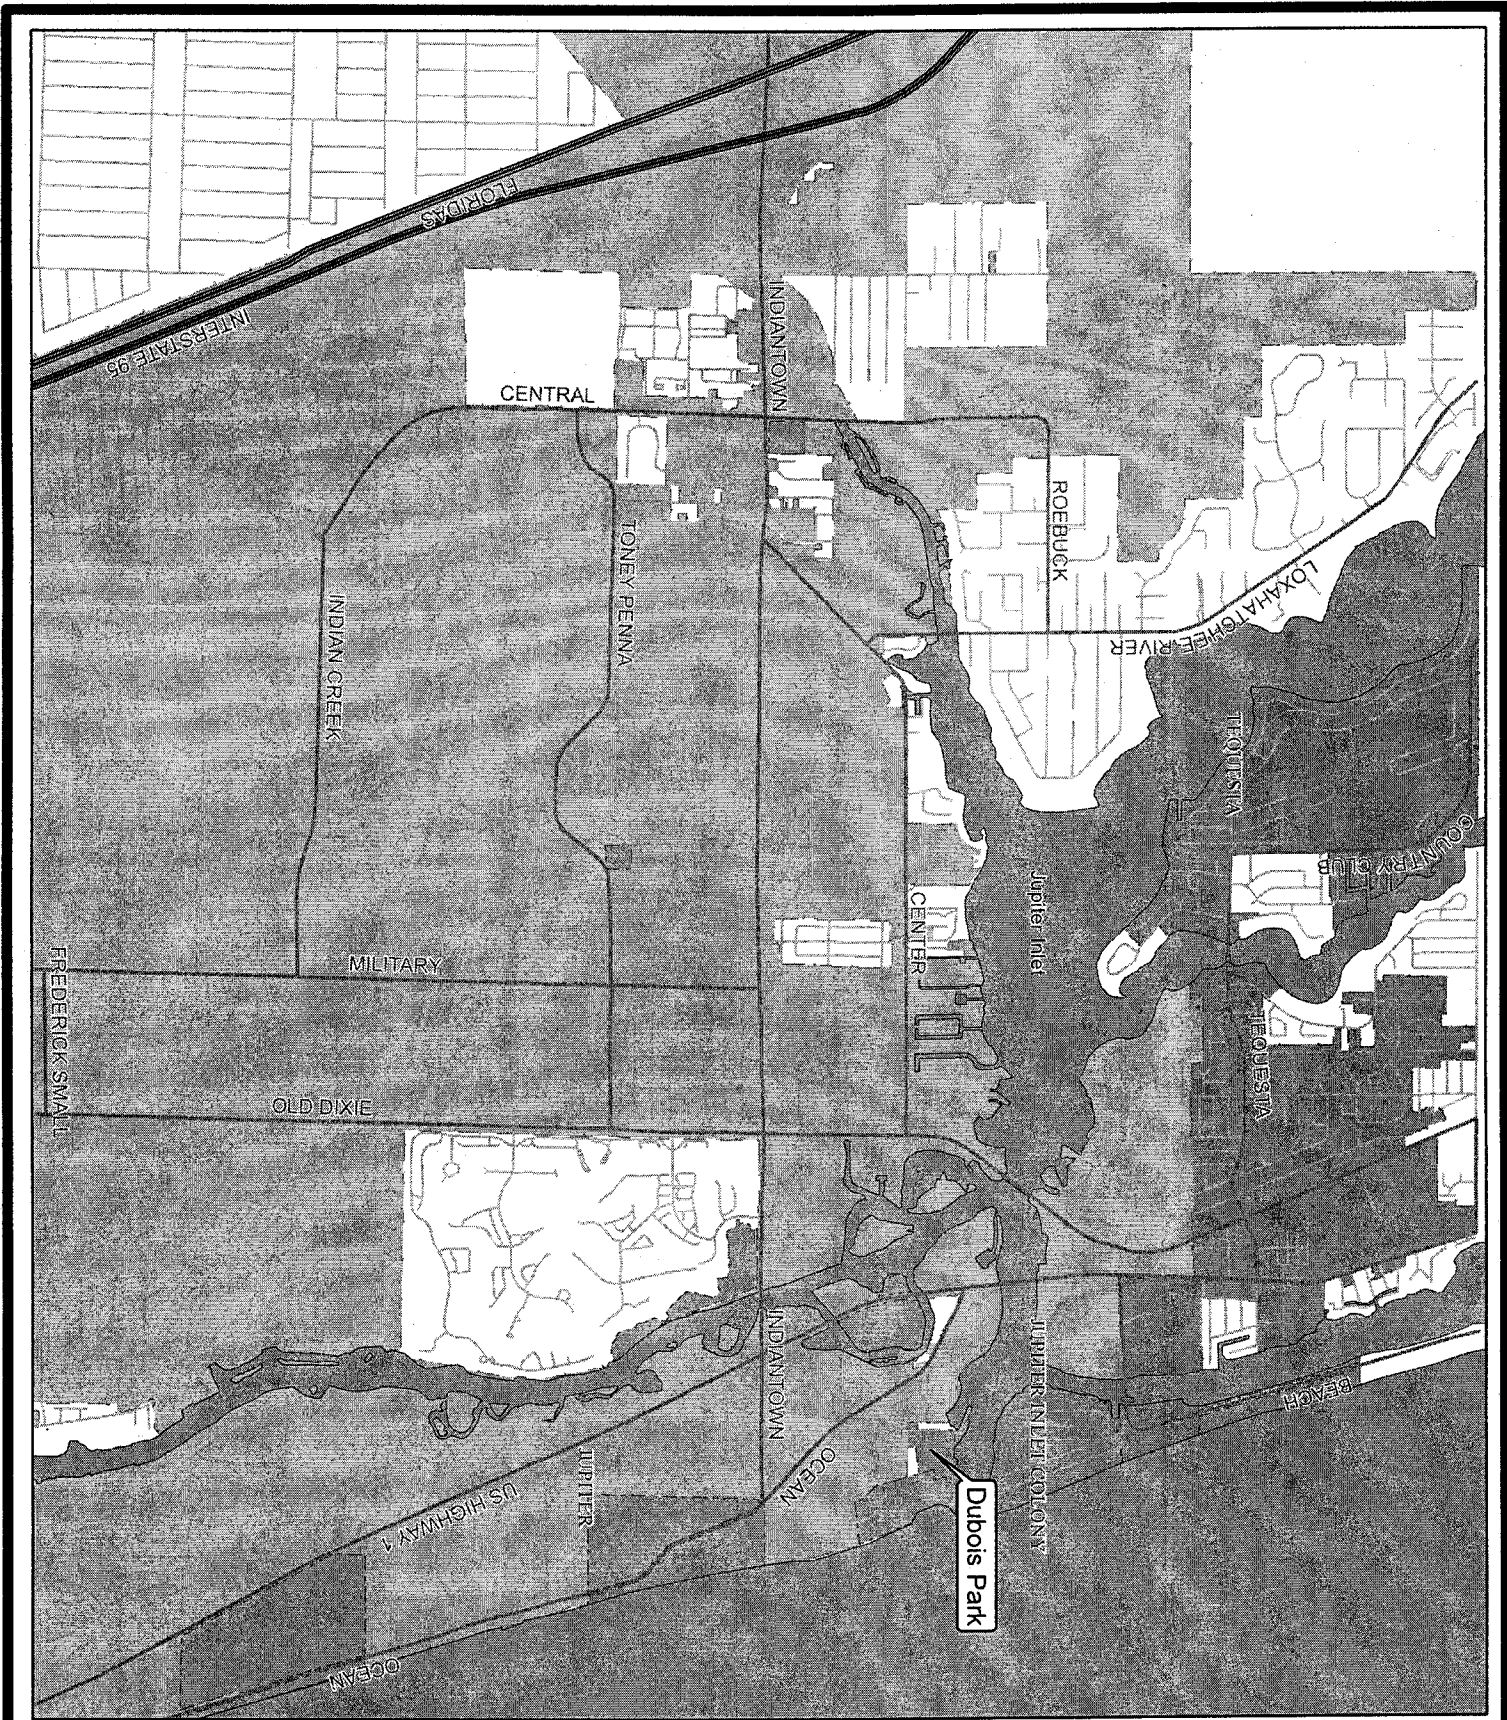 FLORIDAS
INTERSTATE 95
INDIANTOWN
CENTRAL
ROEBUCK
TONEY PENNA
INDIAN CREEK
LOXAHATCHEE RIVER
TEQUESTA
COUNTRY CLUB
Jupiter Inlet
CENTER
MILITARY
FREDERICK SMALL
TEQUESTA
OLD DIXIE
INDIANTOWN
JUPITER INLET COLONY
BEACH
OCEAN
JUPITER
US HIGHWAY 1
Dubois Park
OCEAN